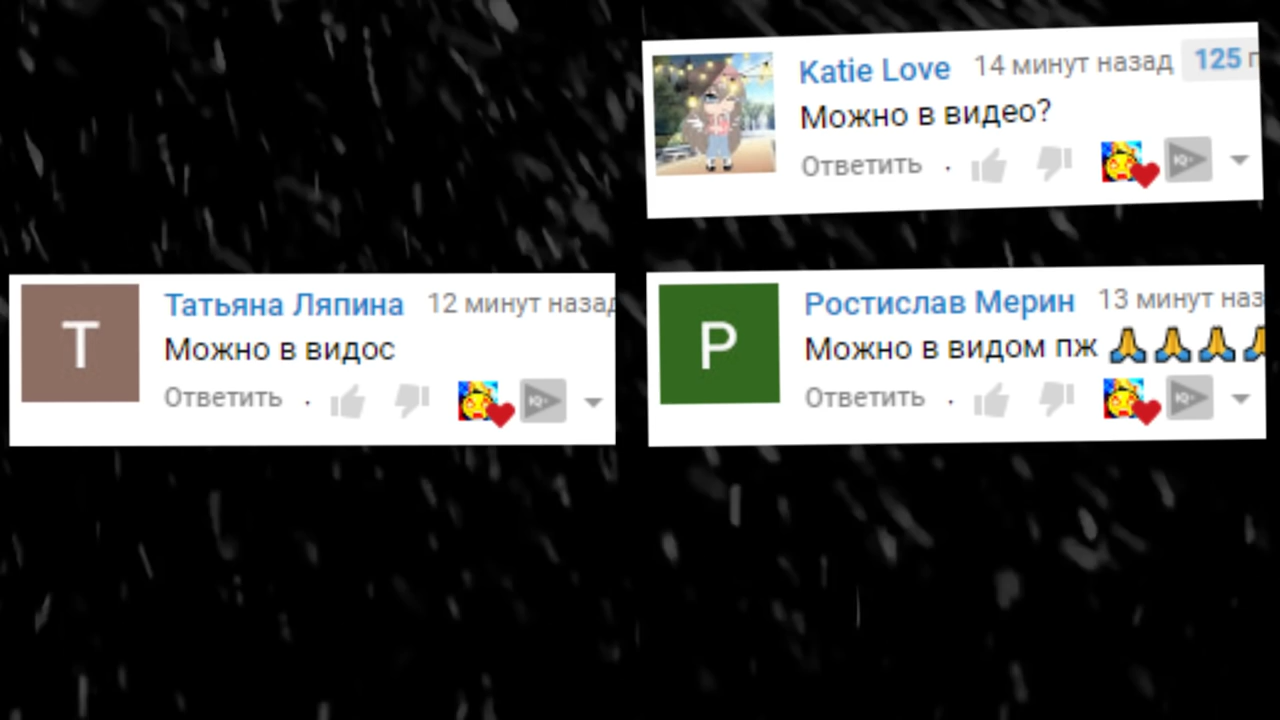 Katie Love 14 минут назад 125
Можно в видео?
Ответить
T
Татьяна Ляпина 12 минут назад
Можно в видос
Ответить
P
Ростислав Мерин 13 минут наз
Можно в видом пж 🙏🙏🙏🙏
Ответить